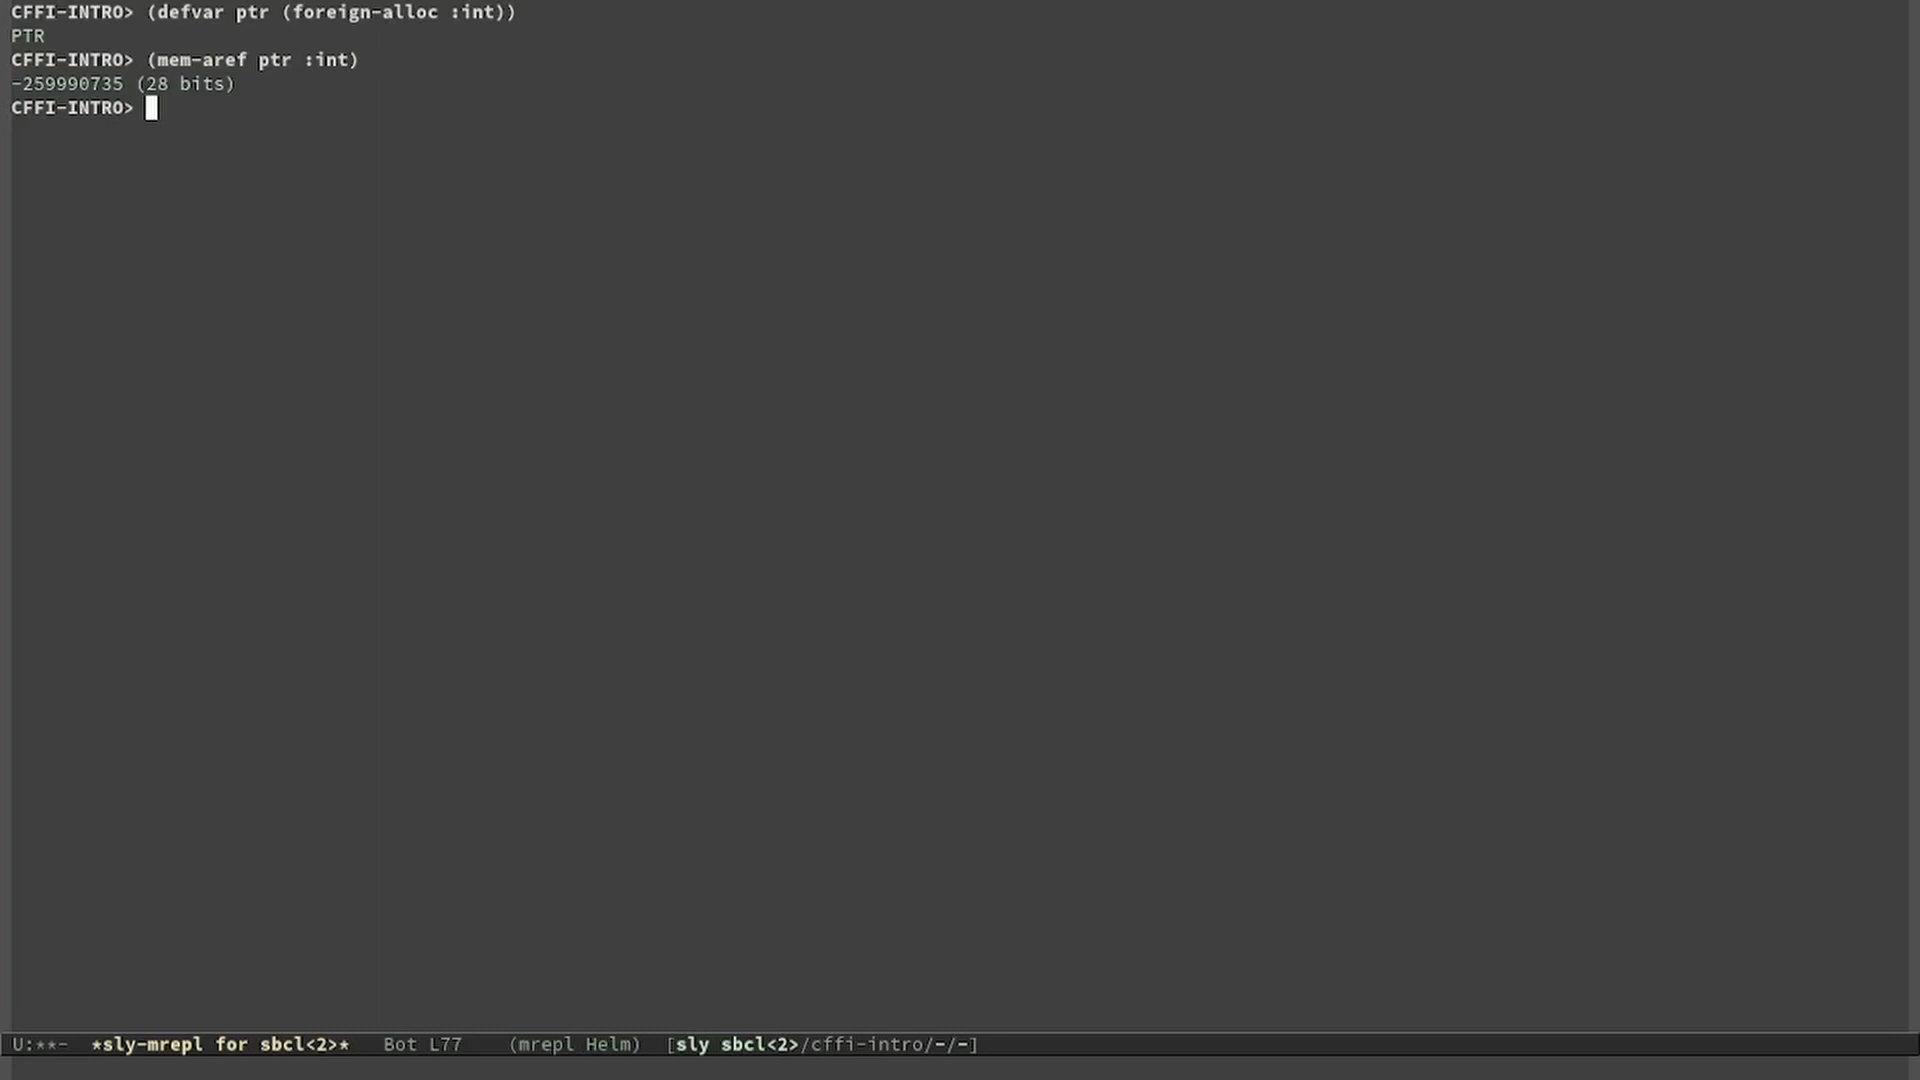 CFFI-INTRO> (defvar ptr (foreign-alloc :int))
PTR
CFFI-INTRO> (mem-aref ptr :int)
-259990735 (28 bits)
CFFI-INTRO>
U:**-  *sly-mrepl for sbcl<2>*   Bot L77    (mrepl Helm)  [sly sbcl<2>/cffi-intro/-/-]